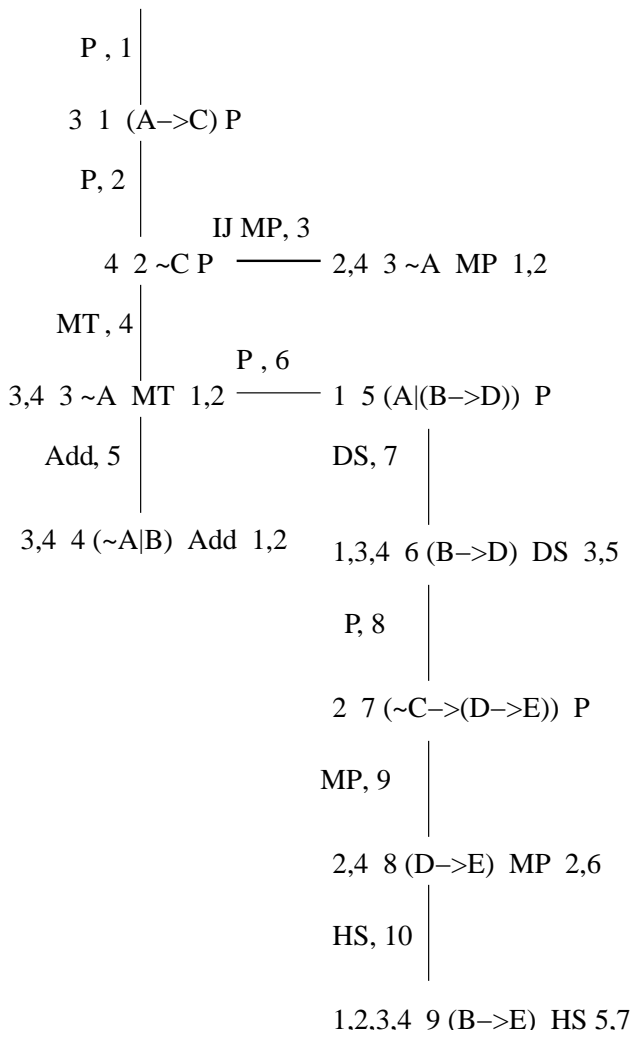 P , 1
3 1 (A->C) P
P, 2
IJ MP, 3
4 2 ~C P
2,4 3 ~A MP 1,2
MT , 4
P , 6
3,4 3 ~A MT 1,2
1 5 (A|(B->D)) P
Add, 5
DS, 7
3,4 4 (~A|B) Add 1,2
1,3,4 6 (B->D) DS 3,5
P, 8
2 7 (~C->(D->E)) P
MP, 9
2,4 8 (D->E) MP 2,6
HS, 10
1,2,3,4 9 (B->E) HS 5,7